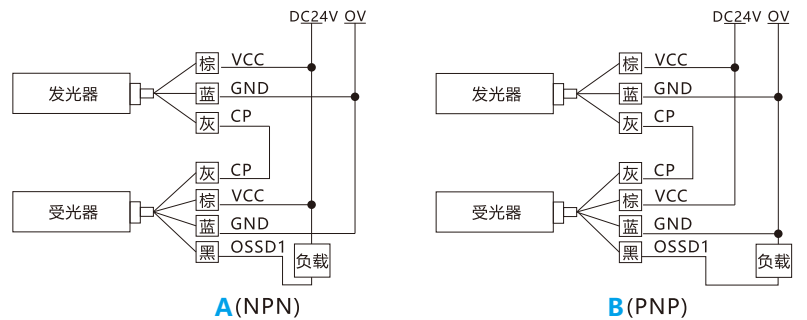 DC24V OV
棕 VCC
发光器 蓝 GND
灰 CP
灰 CP
棕 VCC
受光器 蓝 GND
黑 OSSD1
负载
A(NPN)
DC24V OV
棕 VCC
发光器 蓝 GND
灰 CP
灰 CP
棕 VCC
受光器 蓝 GND
黑 OSSD1
负载
B(PNP)